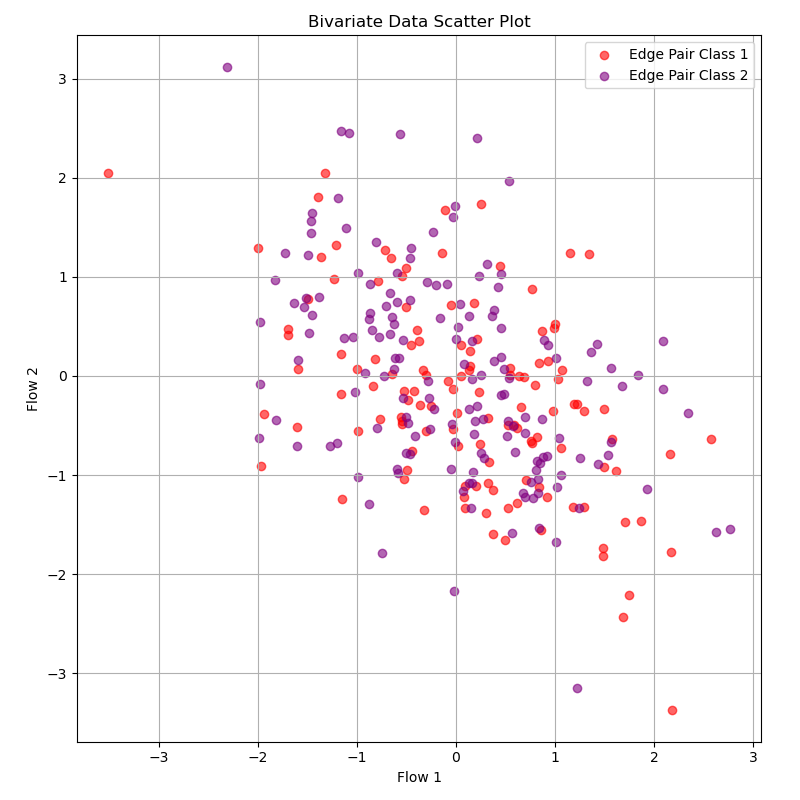 Bivariate Data Scatter Plot
Edge Pair Class 1
Edge Pair Class 2
3
2
1
0
−1
−2
−3
Flow 2
−3
−2
−1
0
1
2
3
Flow 1